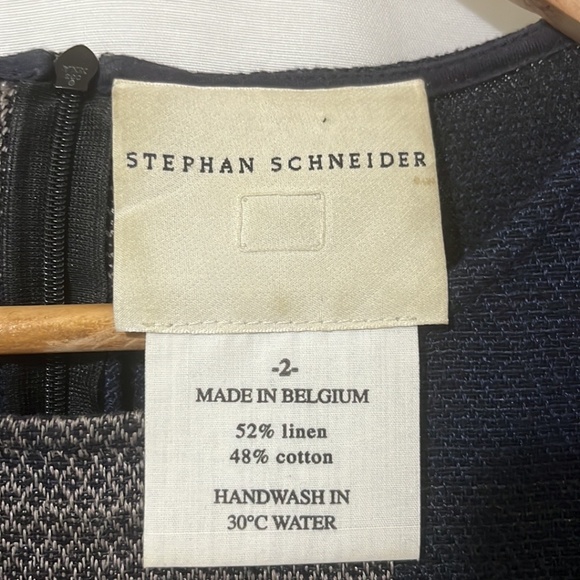 STEPHAN SCHNEIDER
-2-
MADE IN BELGIUM
52% linen
48% cotton
HANDWASH IN
30°C WATER